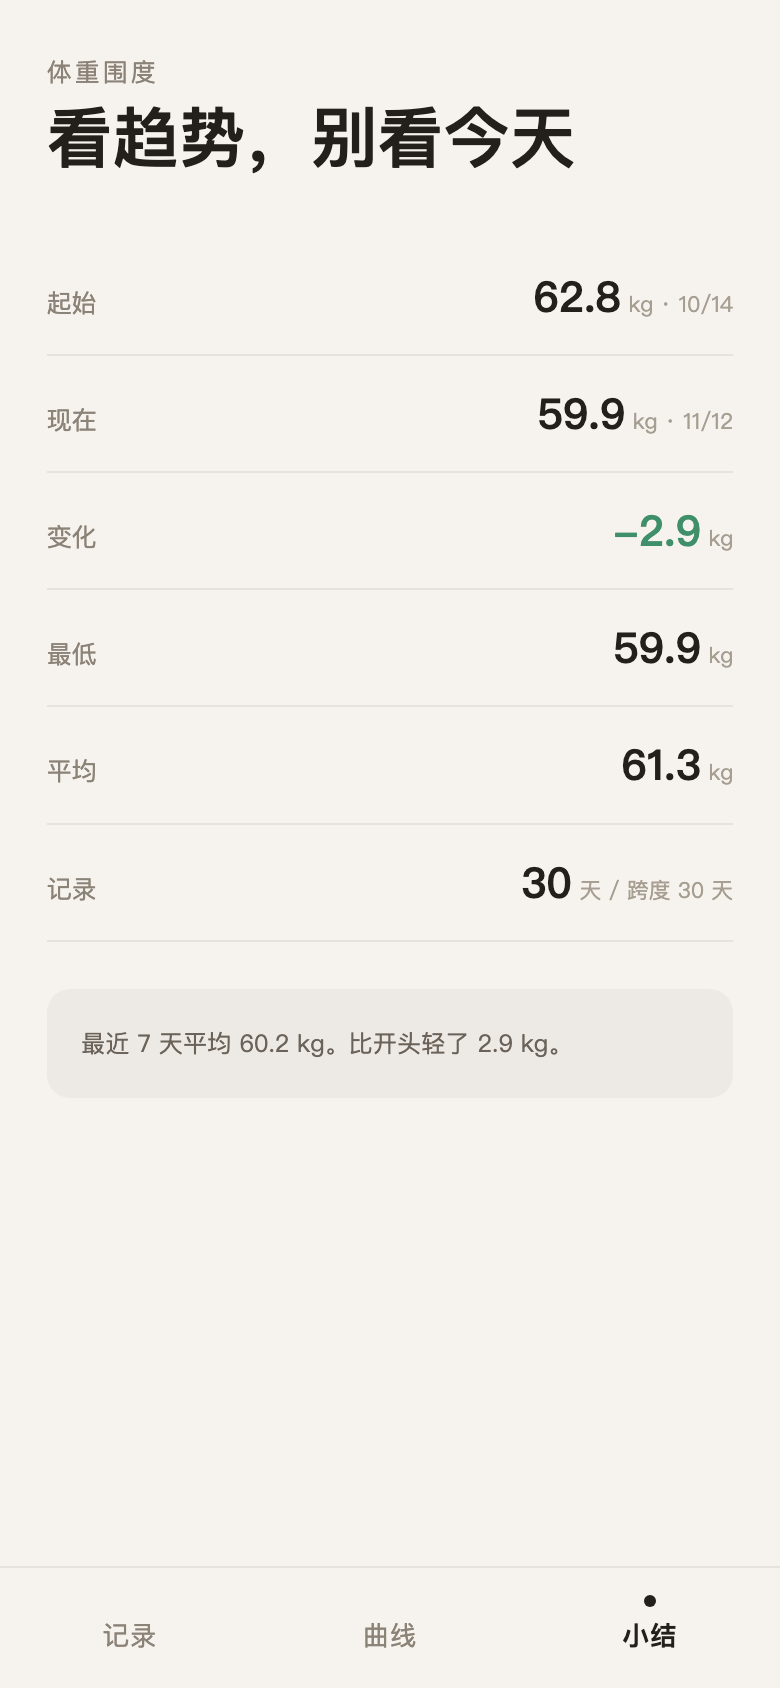 体重围度
看趋势，别看今天
起始 62.8 kg · 10/14
现在 59.9 kg · 11/12
变化 −2.9 kg
最低 59.9 kg
平均 61.3 kg
记录 30 天 / 跨度 30 天
最近 7 天平均 60.2 kg。比开头轻了 2.9 kg。
记录 曲线 小结